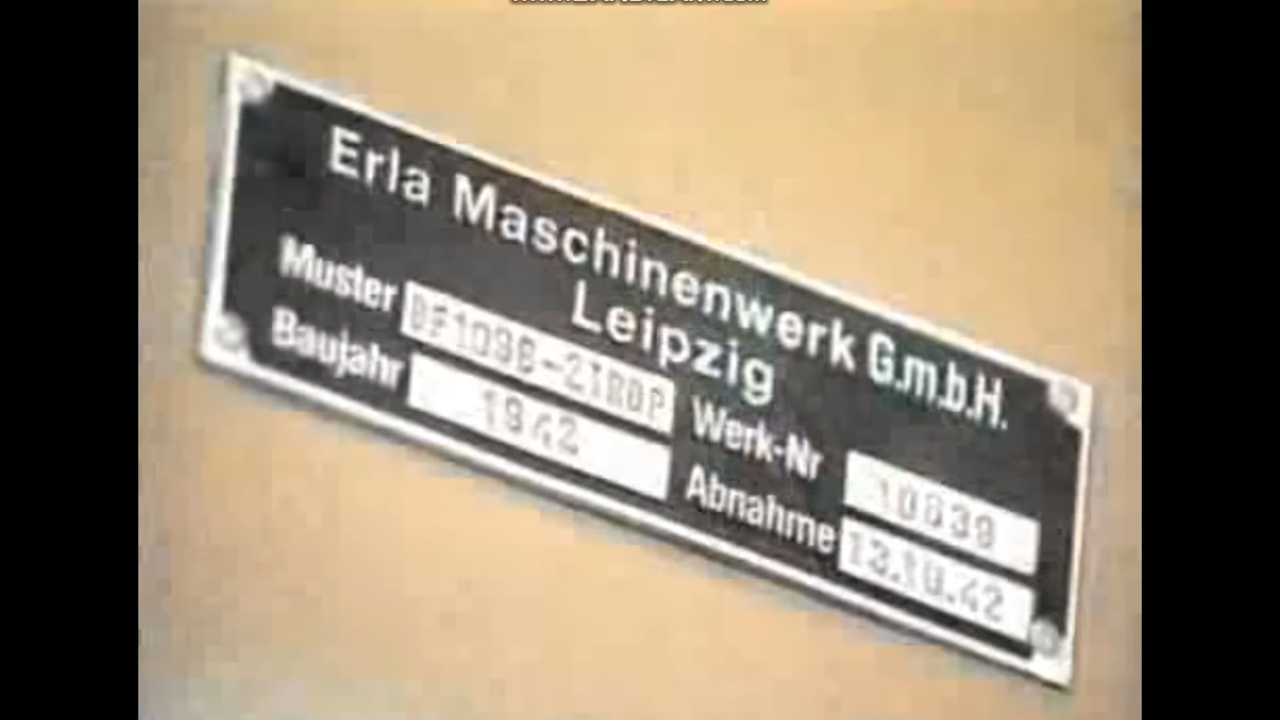 Erla Maschinenwerk G.m.b.H.
Leipzig
Muster BF109G-2TROP Werk-Nr 10639
Baujahr 1942 Abnahme 13.10.42